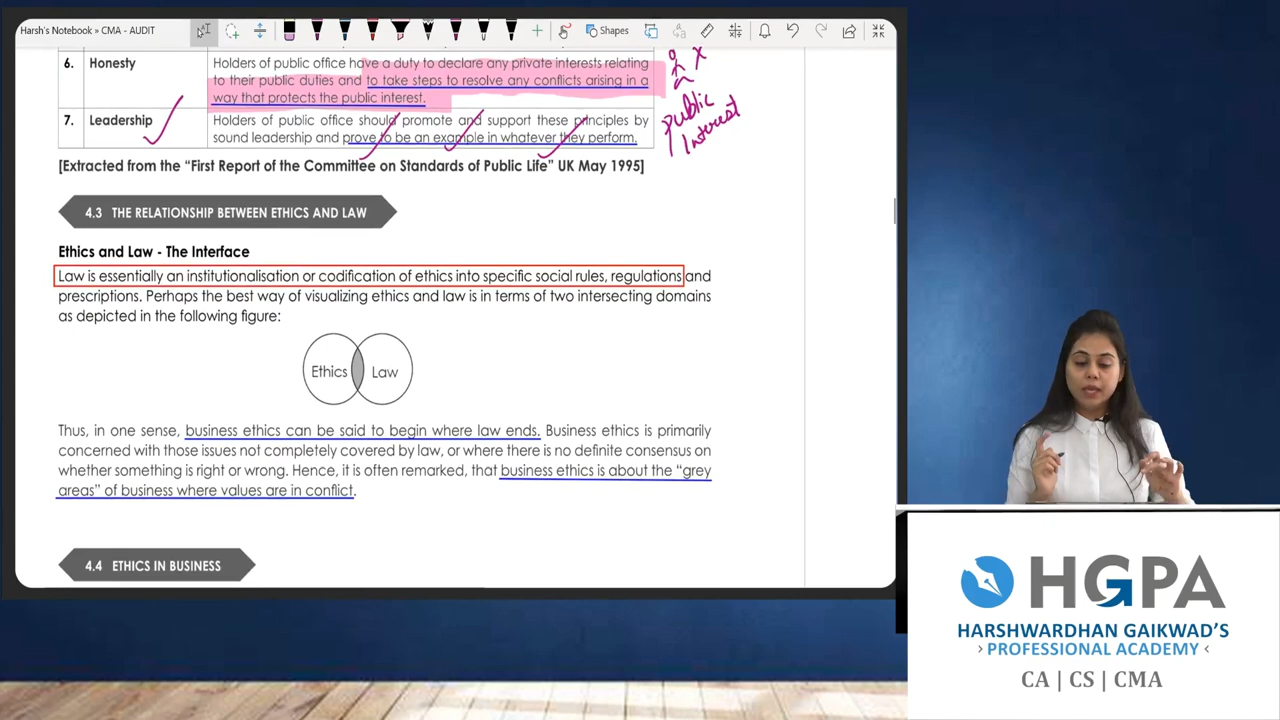 Harsh's Notebook » CMA - AUDIT
Shapes
6. Honesty Holders of public office have a duty to declare any private interests relating
to their public duties and to take steps to resolve any conflicts arising in a
way that protects the public interest.
public
Interest
7. Leadership Holders of public office should promote and support these principles by
sound leadership and prove to be an example in whatever they perform.
[Extracted from the “First Report of the Committee on Standards of Public Life” UK May 1995]
4.3 THE RELATIONSHIP BETWEEN ETHICS AND LAW
Ethics and Law - The Interface
Law is essentially an institutionalisation or codification of ethics into specific social rules, regulations and
prescriptions. Perhaps the best way of visualizing ethics and law is in terms of two intersecting domains
as depicted in the following figure:
Ethics Law
Thus, in one sense, business ethics can be said to begin where law ends. Business ethics is primarily
concerned with those issues not completely covered by law, or where there is no definite consensus on
whether something is right or wrong. Hence, it is often remarked, that business ethics is about the “grey
areas” of business where values are in conflict.
4.4 ETHICS IN BUSINESS
HGPA
HARSHWARDHAN GAIKWAD'S
› PROFESSIONAL ACADEMY ‹
CA | CS | CMA